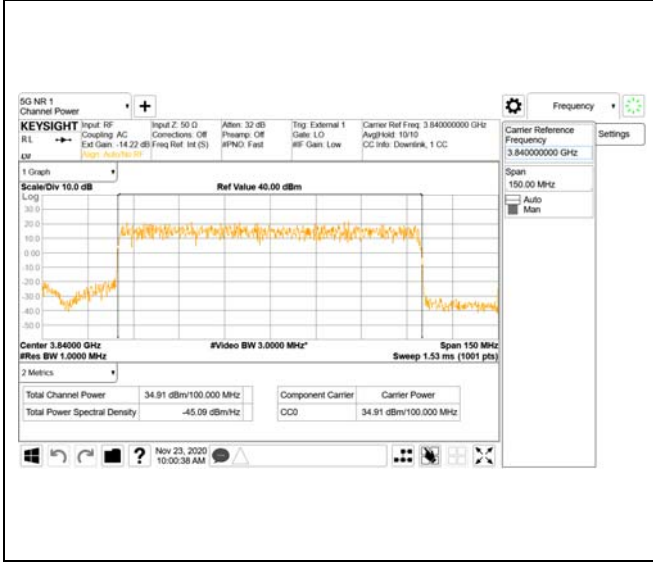 5G NR 1
Channel Power
Frequency
KEYSIGHT
Input: RF
Input Z: 50 Ω
Atten: 32 dB
Trig: External 1
Carrier Ref Freq: 3.840000000 GHz
RL
Coupling: AC
Corrections: Off
Preamp: Off
Gate: LO
Avg|Hold: 10/10
Ext Gain: -14.22 dB
Freq Ref: Int (S)
#PNO: Fast
#IF Gain: Low
CC Info: Downlink, 1 CC
Align: Auto/No RF
Carrier Reference
Frequency
3.840000000 GHz
Settings
Span
150.00 MHz
Auto
Man
1 Graph
Scale/Div 10.0 dB
Ref Value 40.00 dBm
Log
30.0
20.0
10.0
0.00
-10.0
-20.0
-30.0
-40.0
-50.0
Center 3.84000 GHz
#Video BW 3.0000 MHz*
Span 150 MHz
#Res BW 1.0000 MHz
Sweep 1.53 ms (1001 pts)
2 Metrics
Total Channel Power
34.91 dBm/100.000 MHz
Component Carrier
Carrier Power
Total Power Spectral Density
-45.09 dBm/Hz
CC0
34.91 dBm/100.000 MHz
?
Nov 23, 2020
10:00:38 AM